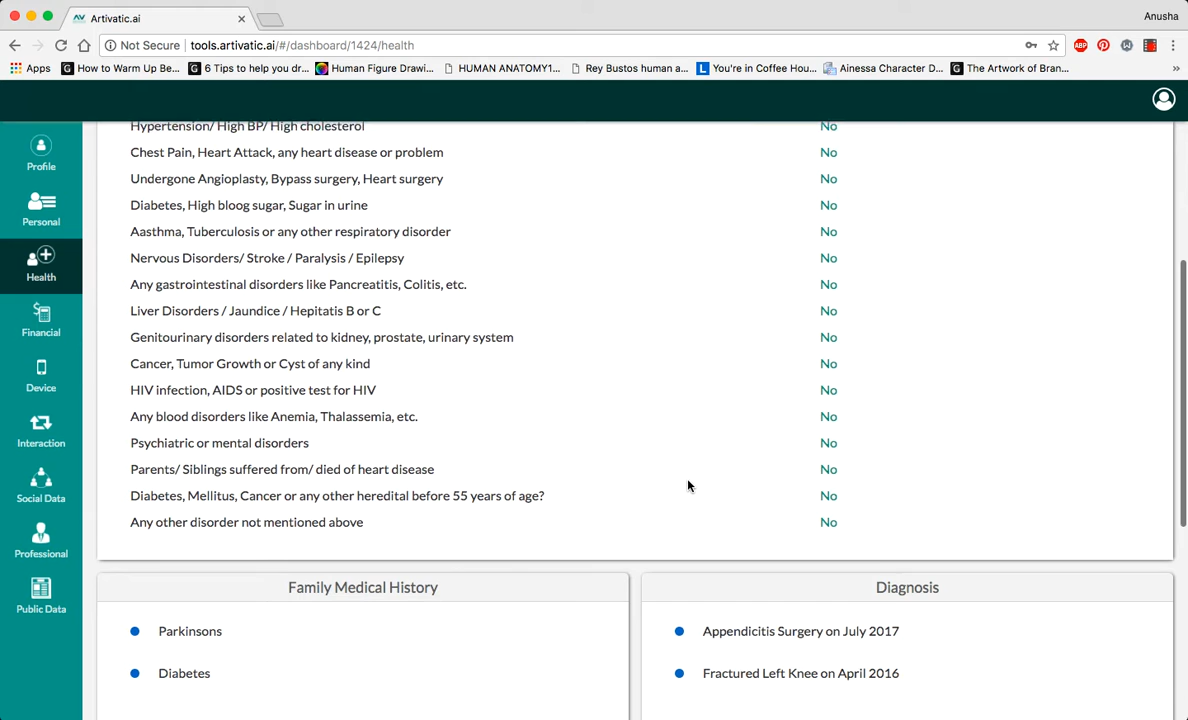 Artivatic.ai
Anusha
Not Secure tools.artivatic.ai/#/dashboard/1424/health
ABP
Apps How to Warm Up Be... 6 Tips to help you dr... Human Figure Drawi... HUMAN ANATOMY1... Rey Bustos human a... You're in Coffee Hou... Ainessa Character D... The Artwork of Bran... »
Profile
Personal
Health
Financial
Device
Interaction
Social Data
Professional
Public Data
Hypertension/ High BP/ High cholesterol No
Chest Pain, Heart Attack, any heart disease or problem No
Undergone Angioplasty, Bypass surgery, Heart surgery No
Diabetes, High bloog sugar, Sugar in urine No
Aasthma, Tuberculosis or any other respiratory disorder No
Nervous Disorders/ Stroke / Paralysis / Epilepsy No
Any gastrointestinal disorders like Pancreatitis, Colitis, etc. No
Liver Disorders / Jaundice / Hepitatis B or C No
Genitourinary disorders related to kidney, prostate, urinary system No
Cancer, Tumor Growth or Cyst of any kind No
HIV infection, AIDS or positive test for HIV No
Any blood disorders like Anemia, Thalassemia, etc. No
Psychiatric or mental disorders No
Parents/ Siblings suffered from/ died of heart disease No
Diabetes, Mellitus, Cancer or any other heredital before 55 years of age? No
Any other disorder not mentioned above No
Family Medical History
Parkinsons
Diabetes
Diagnosis
Appendicitis Surgery on July 2017
Fractured Left Knee on April 2016